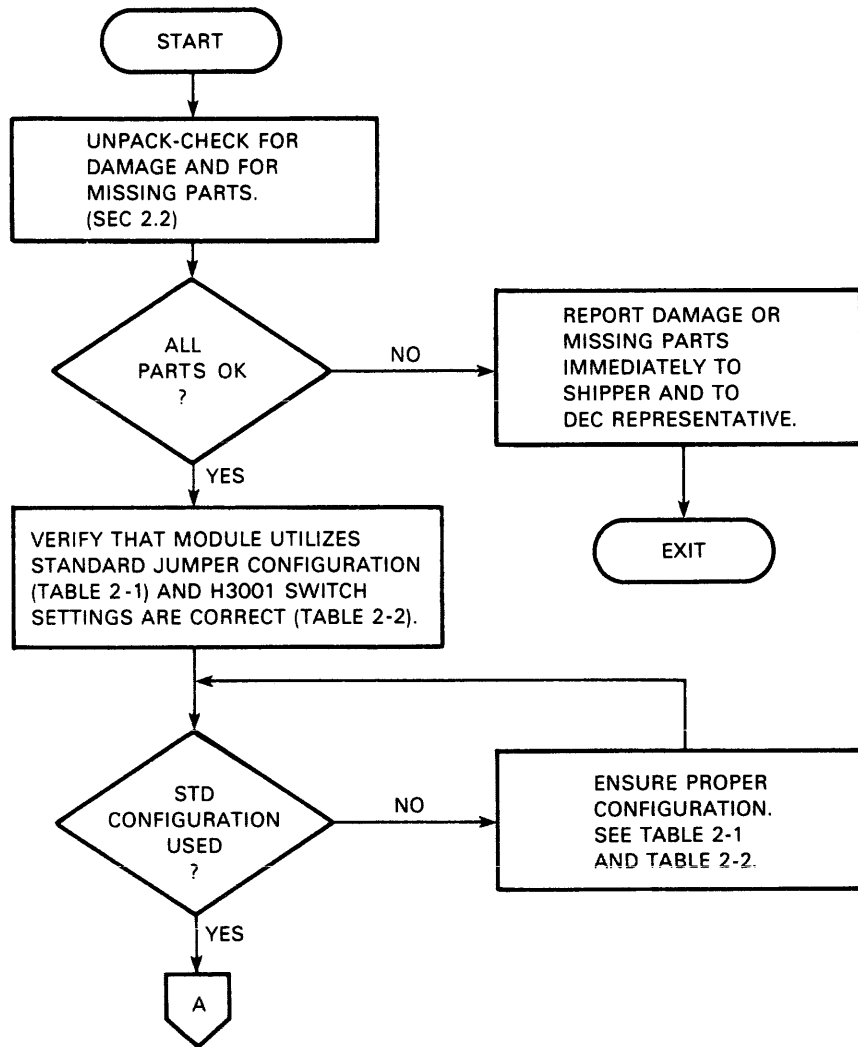 START
UNPACK-CHECK FOR
DAMAGE AND FOR
MISSING PARTS.
(SEC 2.2)
ALL
PARTS OK
?
NO
REPORT DAMAGE OR
MISSING PARTS
IMMEDIATELY TO
SHIPPER AND TO
DEC REPRESENTATIVE.
YES
EXIT
VERIFY THAT MODULE UTILIZES
STANDARD JUMPER CONFIGURATION
(TABLE 2-1) AND H3001 SWITCH
SETTINGS ARE CORRECT (TABLE 2-2).
STD
CONFIGURATION
USED
?
NO
ENSURE PROPER
CONFIGURATION.
SEE TABLE 2-1
AND TABLE 2-2.
YES
A